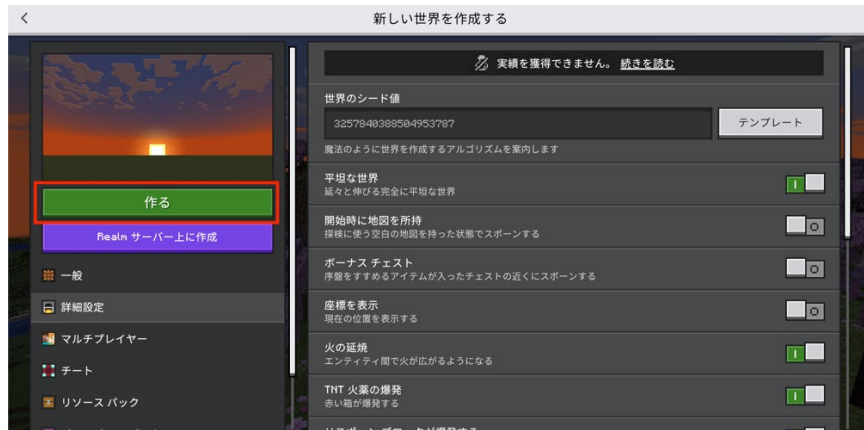 新しい世界を作成する
実績を獲得できません。 続きを読む
世界のシード値
3257840388504953787
テンプレート
魔法のように世界を作成するアルゴリズムを案内します
平坦な世界
延々と伸びる完全に平坦な世界
開始時に地図を所持
探検に使う空白の地図を持った状態でスポーンする
ボーナス チェスト
序盤をすすめるアイテムが入ったチェストの近くにスポーンする
座標を表示
現在の位置を表示する
火の延焼
エンティティ間で火が広がるようになる
TNT 火薬の爆発
赤い箱が爆発する
作る
Realm サーバー上に作成
一般
詳細設定
マルチプレイヤー
チート
リソース パック